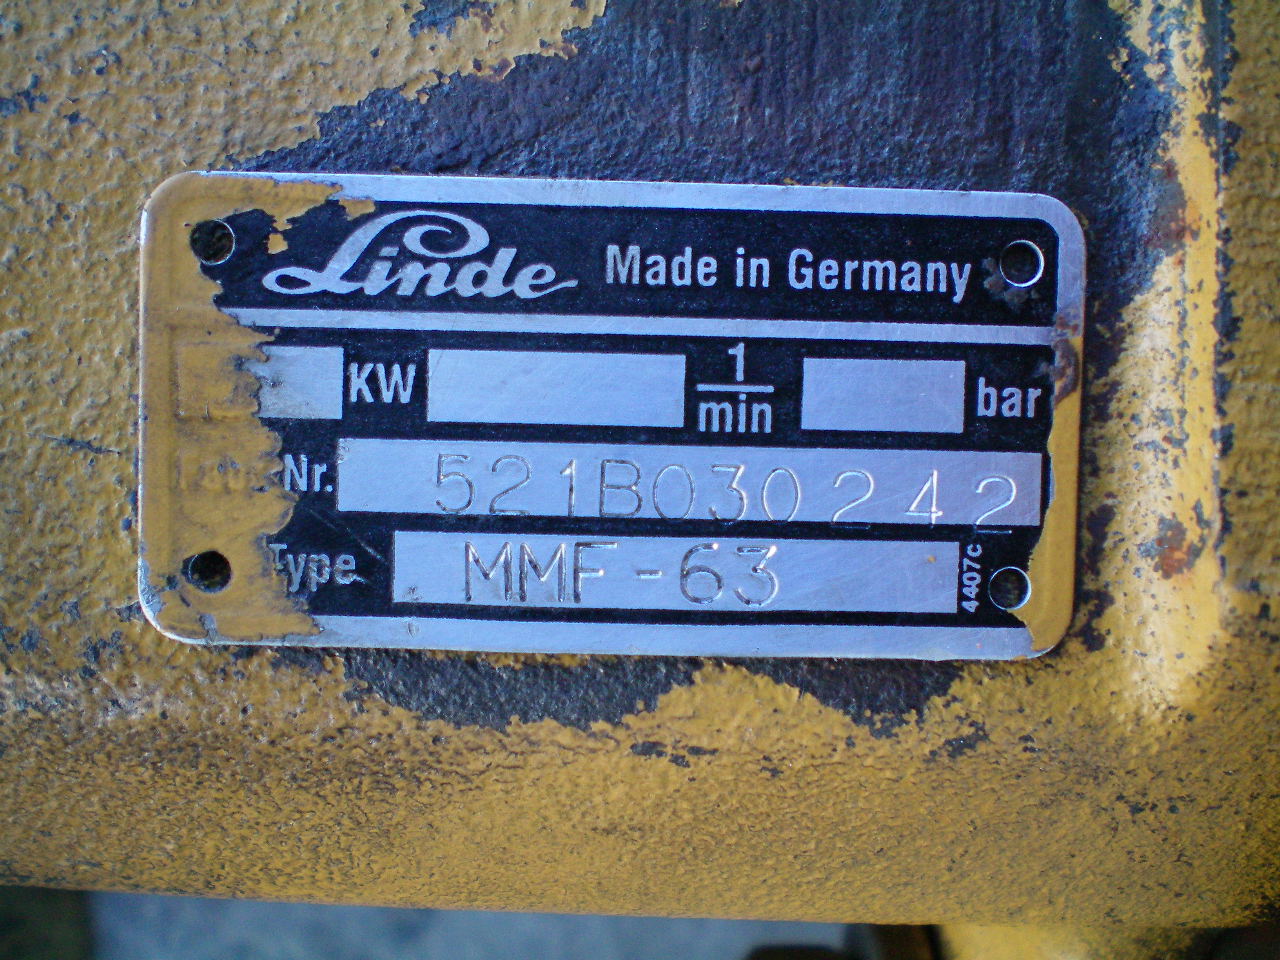 Linde Made in Germany
KW 1/min bar
Nr. 521B030242
Type MMF-63
4407c